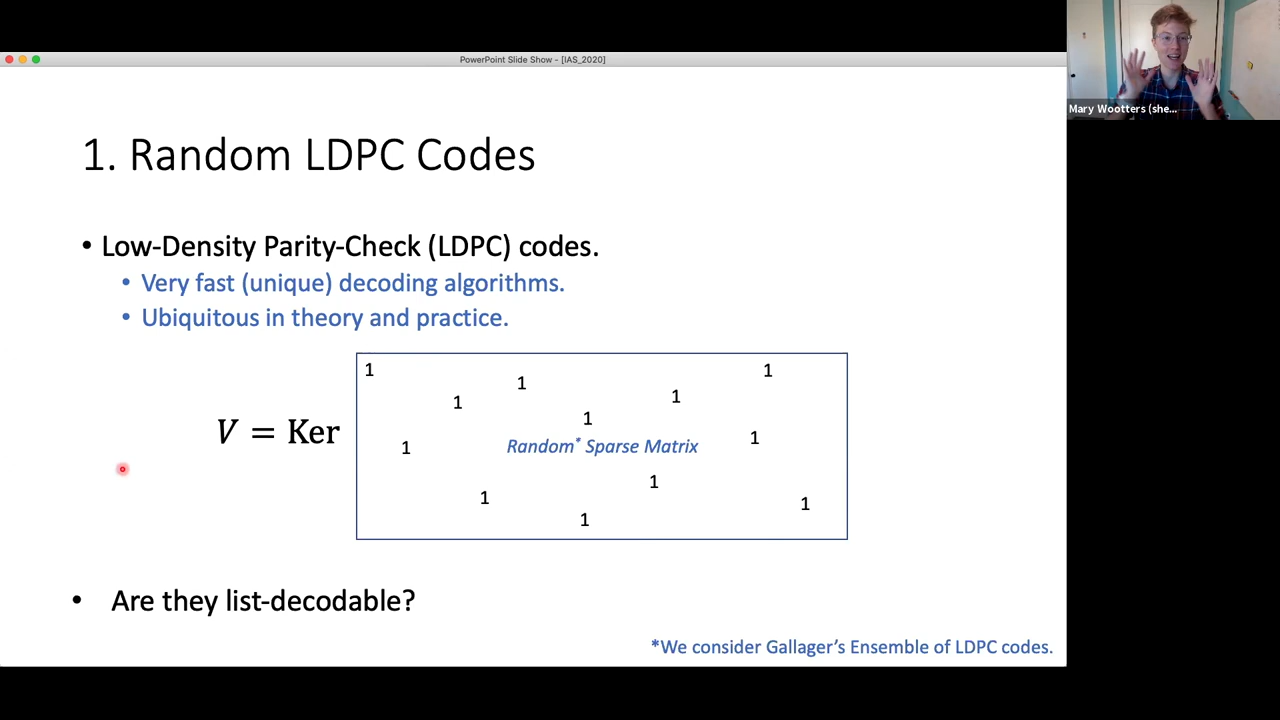 PowerPoint Slide Show - [IAS_2020]
Mary Wootters (she...
1. Random LDPC Codes
• Low-Density Parity-Check (LDPC) codes.
• Very fast (unique) decoding algorithms.
• Ubiquitous in theory and practice.
1 1
1
1
1
1
V = Ker
1
1
Random* Sparse Matrix
1
1
1
1
• Are they list-decodable?
*We consider Gallager's Ensemble of LDPC codes.